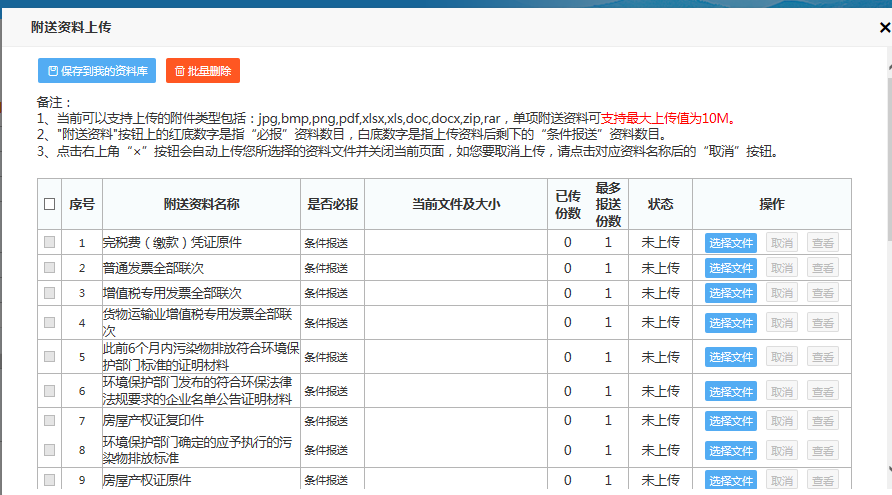 附送资料上传
保存到我的资料库 批量删除
备注：
1、当前可以支持上传的附件类型包括：jpg,bmp,png,pdf,xlsx,xls,doc,docx,zip,rar，单项附送资料可支持最大上传值为10M。
2、"附送资料"按钮上的红底数字是指“必报”资料数目，白底数字是指上传资料后剩下的“条件报送”资料数目。
3、点击右上角“×”按钮会自动上传您所选择的资料文件并关闭当前页面，如您要取消上传，请点击对应资料名称后的“取消”按钮。
序号 附送资料名称 是否必报 当前文件及大小 已传份数 最多报送份数 状态 操作
1 完税费（缴款）凭证原件 条件报送 0 1 未上传 选择文件 取消 查看
2 普通发票全部联次 条件报送 0 1 未上传 选择文件 取消 查看
3 增值税专用发票全部联次 条件报送 0 1 未上传 选择文件 取消 查看
4 货物运输业增值税专用发票全部联次 条件报送 0 1 未上传 选择文件 取消 查看
5 此前6个月内污染物排放符合环境保护部门标准的证明材料 条件报送 0 1 未上传 选择文件 取消 查看
6 环境保护部门发布的符合环保法律法规要求的企业名单公告证明材料 条件报送 0 1 未上传 选择文件 取消 查看
7 房屋产权证复印件 条件报送 0 1 未上传 选择文件 取消 查看
8 环境保护部门确定的应予执行的污染物排放标准 条件报送 0 1 未上传 选择文件 取消 查看
9 房屋产权证原件 条件报送 0 1 未上传 选择文件 取消 查看